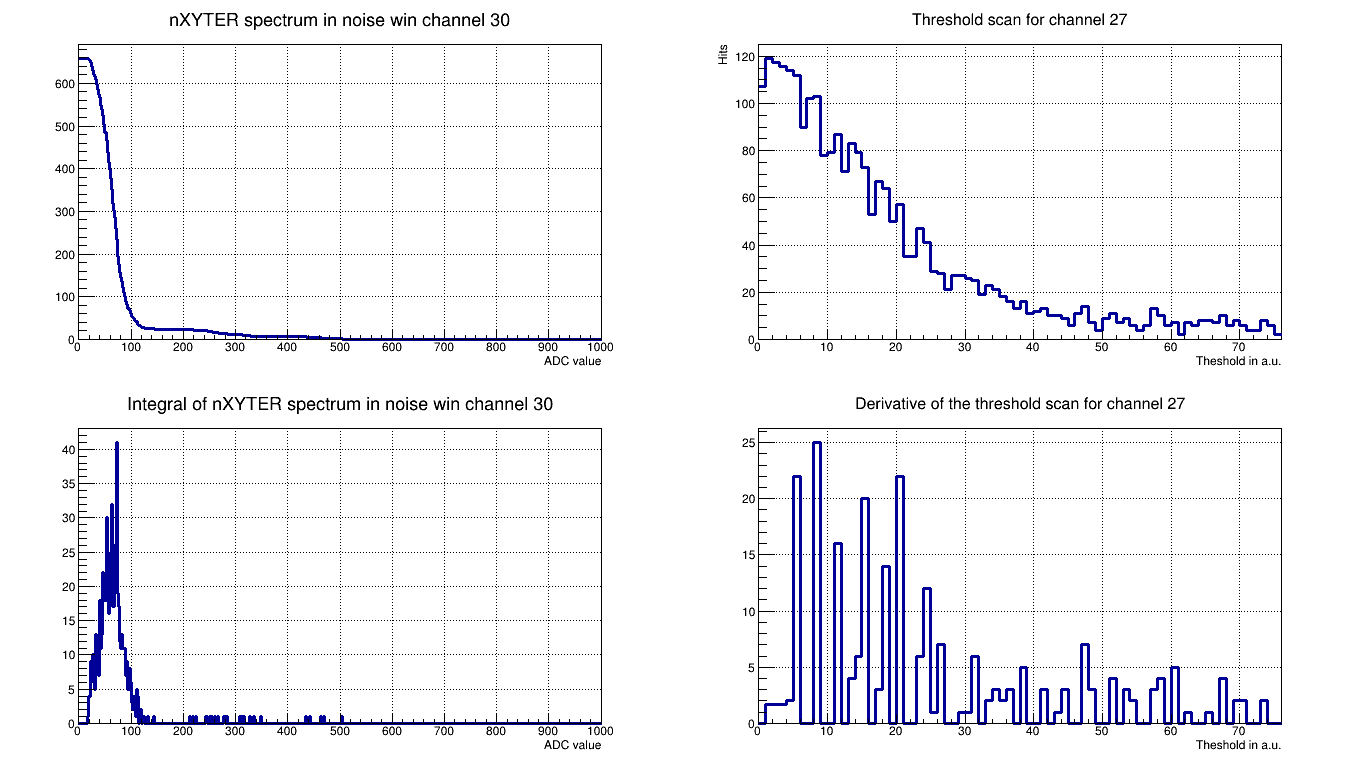 nXYTER spectrum in noise win channel 30
600
500
400
300
200
100
0
0 100 200 300 400 500 600 700 800 900 1000
ADC value
Threshold scan for channel 27
Hits
120
100
80
60
40
20
0
0 10 20 30 40 50 60 70
Theshold in a.u.
Integral of nXYTER spectrum in noise win channel 30
40
35
30
25
20
15
10
5
0
0 100 200 300 400 500 600 700 800 900 1000
ADC value
Derivative of the threshold scan for channel 27
25
20
15
10
5
0
0 10 20 30 40 50 60 70
Theshold in a.u.